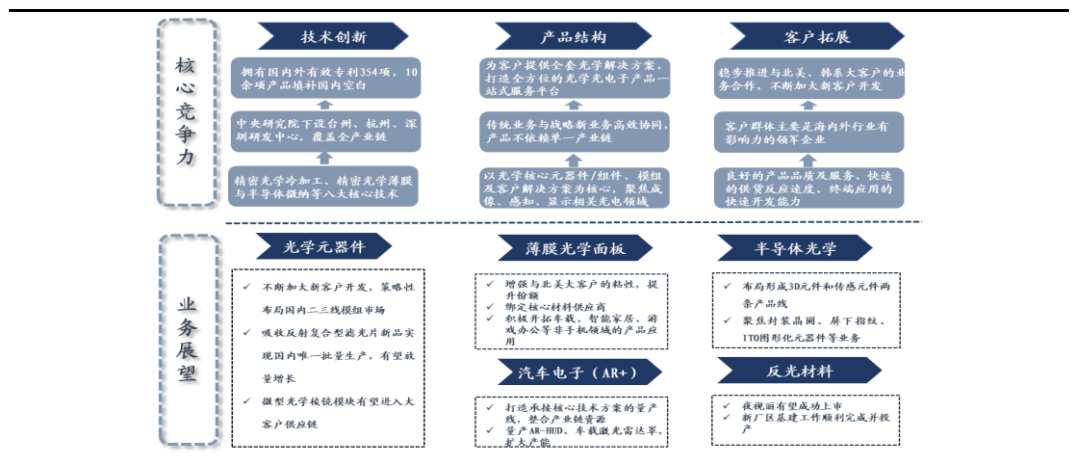 核心竞争力
技术创新
拥有国内外有效专利354项，10
余项产品填补国内空白
中央研究院下设台州、杭州、深
圳研发中心，覆盖全产业链
精密光学冷加工、精密光学薄膜
与半导体微纳等八大核心技术
产品结构
为客户提供全套光学解决方案，
打造全方位的光学光电子产品一
站式服务平台
传统业务与战略新业务高效协同，
产品不依赖单一产业链
以光学核心元器件/组件、模组
及客户解决方案为核心，聚焦成
像、感知、显示相关光电领域
客户拓展
稳步推进与北美、韩系大客户的业
务合作，不断加大新客户开发
客户群体主要是海内外行业有
影响力的领军企业
良好的产品品质及服务、快速
的供货反应速度、终端应用的
快速开发能力
业务展望
光学元器件
✓ 不断加大新客户开发，策略性
布局国内二三线模组市场
✓ 吸收反射复合型滤光片新品实
现国内唯一批量生产，有望放
量增长
✓ 微型光学棱镜模块有望进入大
客户供应链
薄膜光学面板
✓ 增强与北美大客户的粘性，提
升份额
✓ 绑定核心材料供应商
✓ 积极开拓车载、智能家居、游
戏办公等非手机领域的产品应
用
汽车电子（AR+）
✓ 打造承接核心技术方案的量产
线，整合产业链资源
✓ 量产AR-HUD、车载激光雷达罩，
扩大产能
半导体光学
✓ 布局形成3D元件和传感元件两
条产品线
✓ 聚焦封装晶圆、屏下指纹、
ITO图形化元器件等业务
反光材料
✓ 夜视丽有望成功上市
✓ 新厂区基建工作顺利完成并投
产